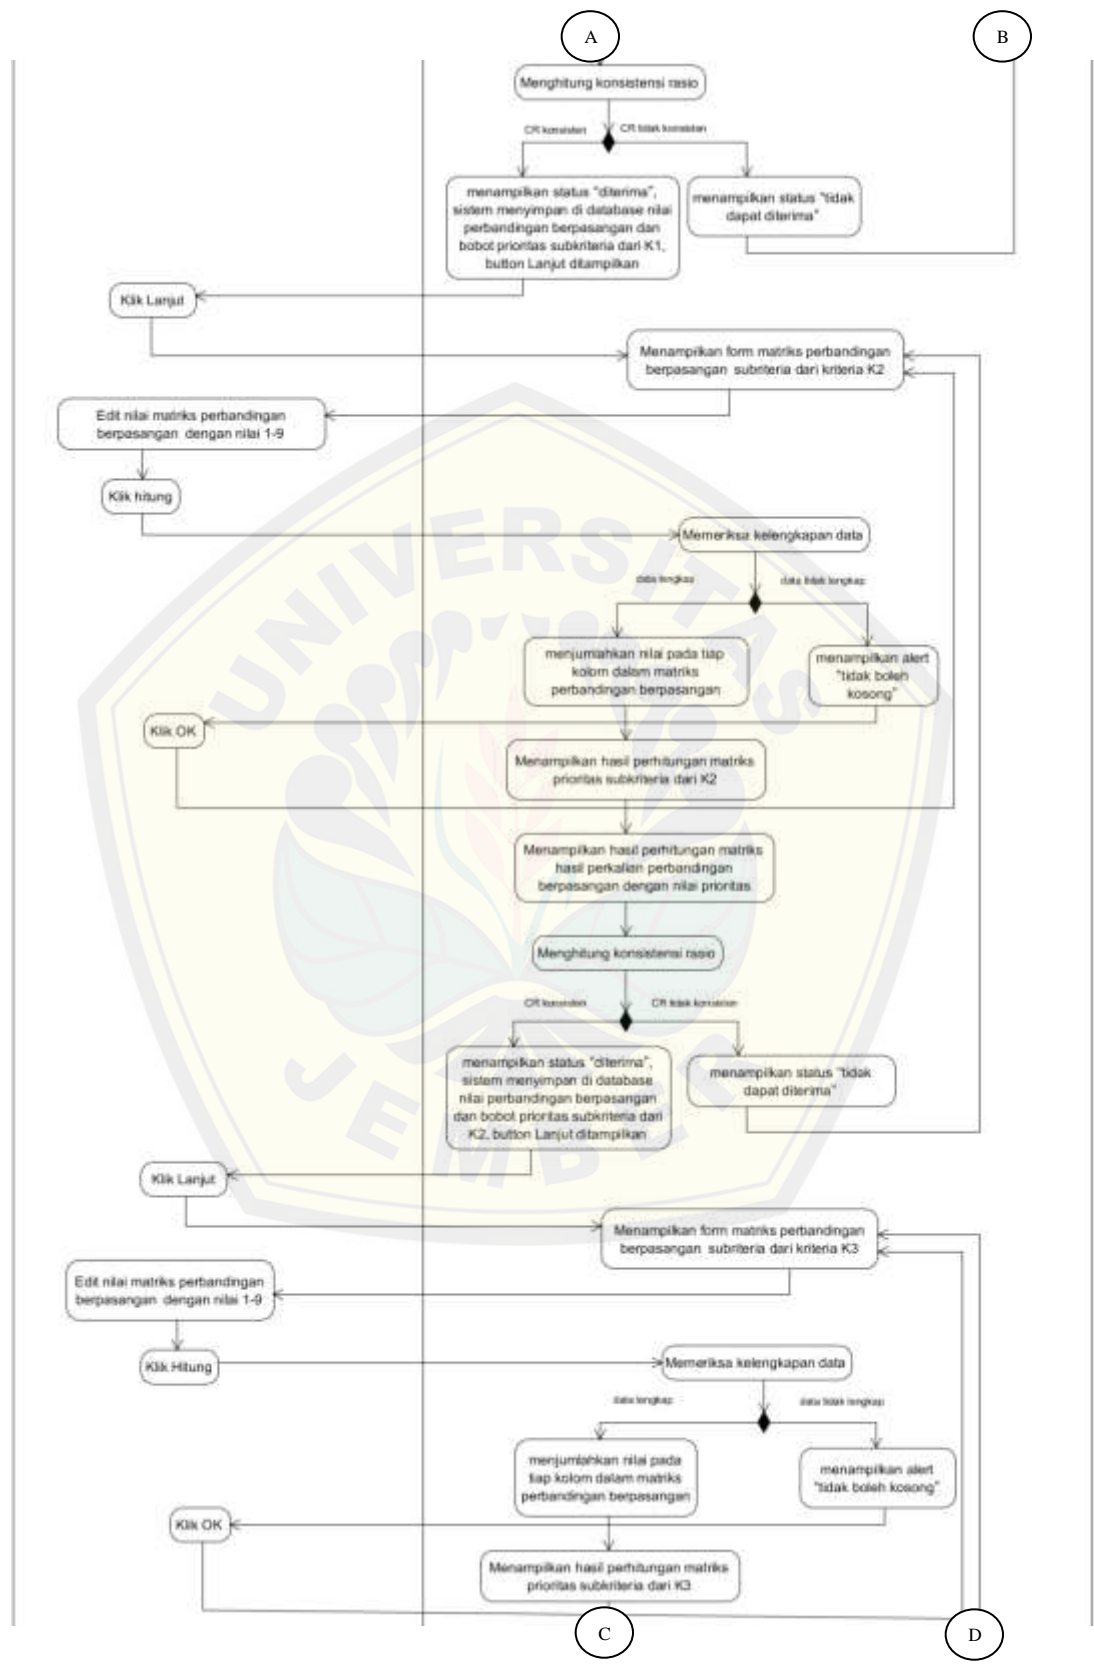 A
B
Menghitung konsistensi rasio
CR konsisten
CR tidak konsisten
menampilkan status "diterima",
sistem menyimpan di database nilai
perbandingan berpasangan dan
bobot prioritas subkriteria dari K1,
button Lanjut ditampilkan
menampilkan status "tidak
dapat diterima"
Klik Lanjut
Menampilkan form matriks perbandingan
berpasangan subriteria dari kriteria K2
Edit nilai matriks perbandingan
berpasangan dengan nilai 1-9
Klik hitung
Memeriksa kelengkapan data
data lengkap
data tidak lengkap
menjumlahkan nilai pada tiap
kolom dalam matriks
perbandingan berpasangan
menampilkan alert
"tidak boleh
kosong"
Klik OK
Menampilkan hasil perhitungan matriks
prioritas subkriteria dari K2
Menampilkan hasil perhitungan matriks
hasil perkalian perbandingan
berpasangan dengan nilai prioritas
Menghitung konsistensi rasio
CR konsisten
CR tidak konsisten
menampilkan status "diterima",
sistem menyimpan di database
nilai perbandingan berpasangan
dan bobot prioritas subkriteria dari
K2, button Lanjut ditampilkan
menampilkan status "tidak
dapat diterima"
Klik Lanjut
Menampilkan form matriks perbandingan
berpasangan subriteria dari kriteria K3
Edit nilai matriks perbandingan
berpasangan dengan nilai 1-9
Klik Hitung
Memeriksa kelengkapan data
data lengkap
data tidak lengkap
menjumlahkan nilai pada
tiap kolom dalam matriks
perbandingan berpasangan
menampilkan alert
"tidak boleh kosong"
Klik OK
Menampilkan hasil perhitungan matriks
prioritas subkriteria dari K3
C
D
UNIVERSITAS
JEMBER